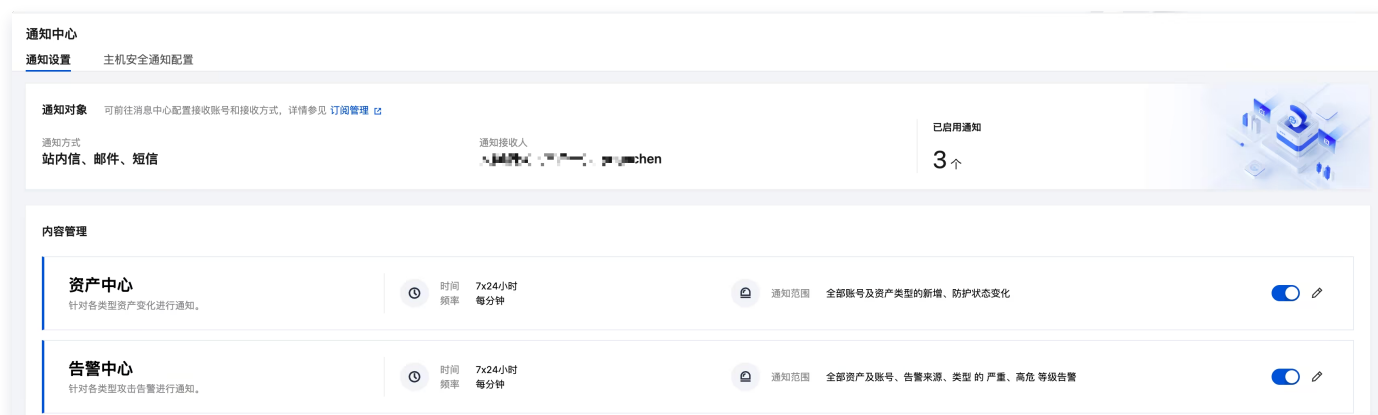 通知中心
通知设置 主机安全通知配置
通知对象 可前往消息中心配置接收账号和接收方式，详情参见 订阅管理
通知方式
站内信、邮件、短信
通知接收人
chen
已启用通知
3 个
内容管理
资产中心
针对各类型资产变化进行通知。
时间 7x24小时
频率 每分钟
通知范围 全部账号及资产类型的新增、防护状态变化
告警中心
针对各类型攻击告警进行通知。
时间 7x24小时
频率 每分钟
通知范围 全部资产及账号、告警来源、类型 的 严重、高危 等级告警